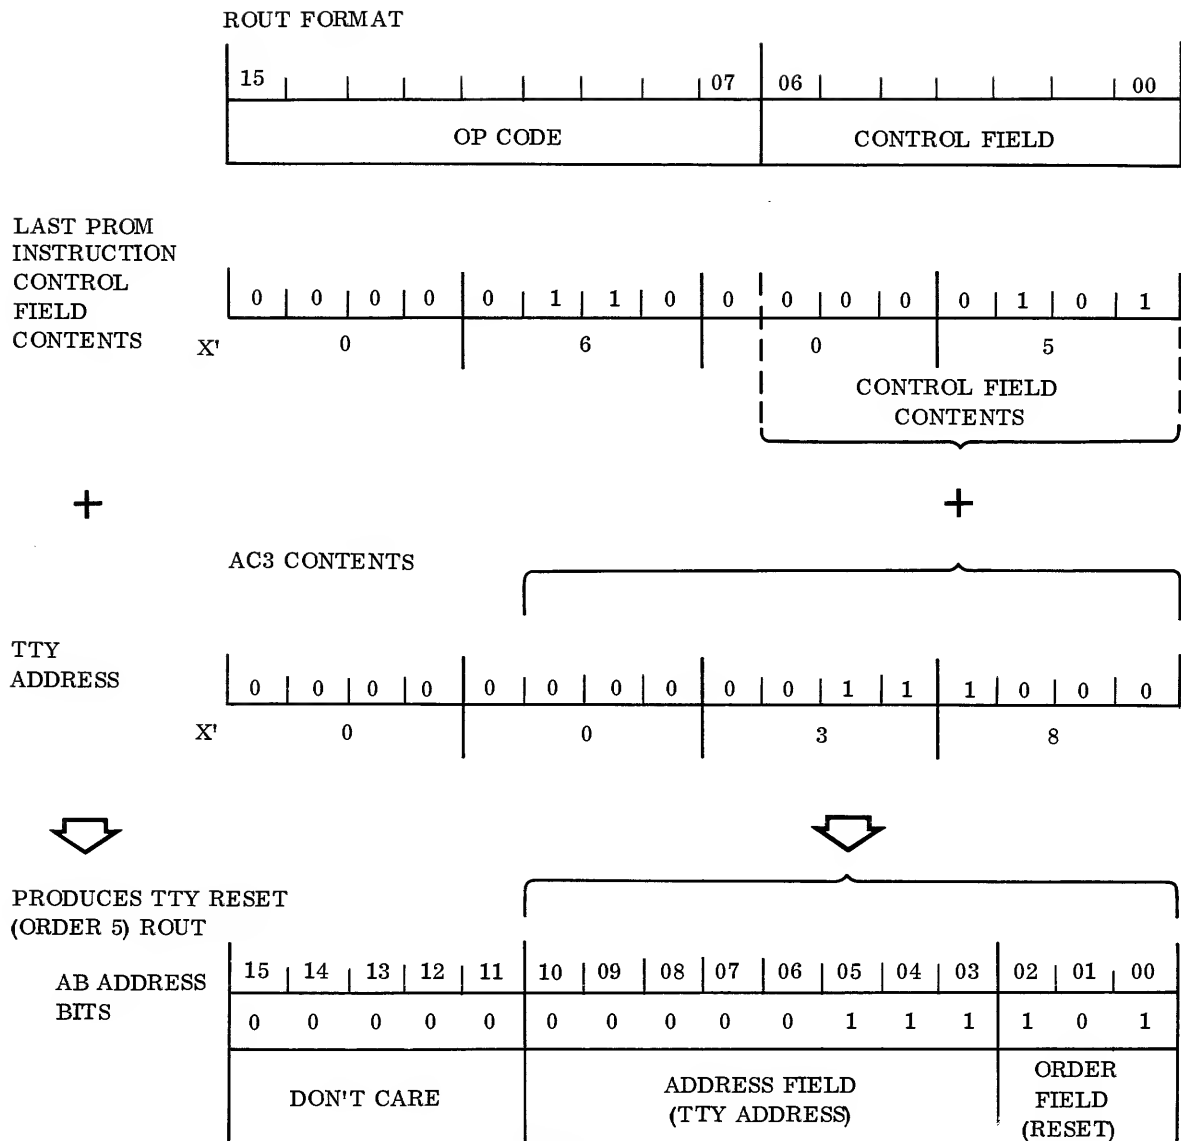 ROUT FORMAT
15 07 06 00
OP CODE CONTROL FIELD
LAST PROM
INSTRUCTION
CONTROL
FIELD
CONTENTS
0 0 0 0 0 1 1 0 0 0 0 0 0 1 0 1
X' 0 6 0 5
CONTROL FIELD
CONTENTS
+ +
AC3 CONTENTS
TTY
ADDRESS
0 0 0 0 0 0 0 0 0 0 1 1 1 0 0 0
X' 0 0 3 8
PRODUCES TTY RESET
(ORDER 5) ROUT
AB ADDRESS
BITS
15 14 13 12 11 10 09 08 07 06 05 04 03 02 01 00
0 0 0 0 0 0 0 0 0 0 1 1 1 1 0 1
DON'T CARE
ADDRESS FIELD
(TTY ADDRESS)
ORDER
FIELD
(RESET)